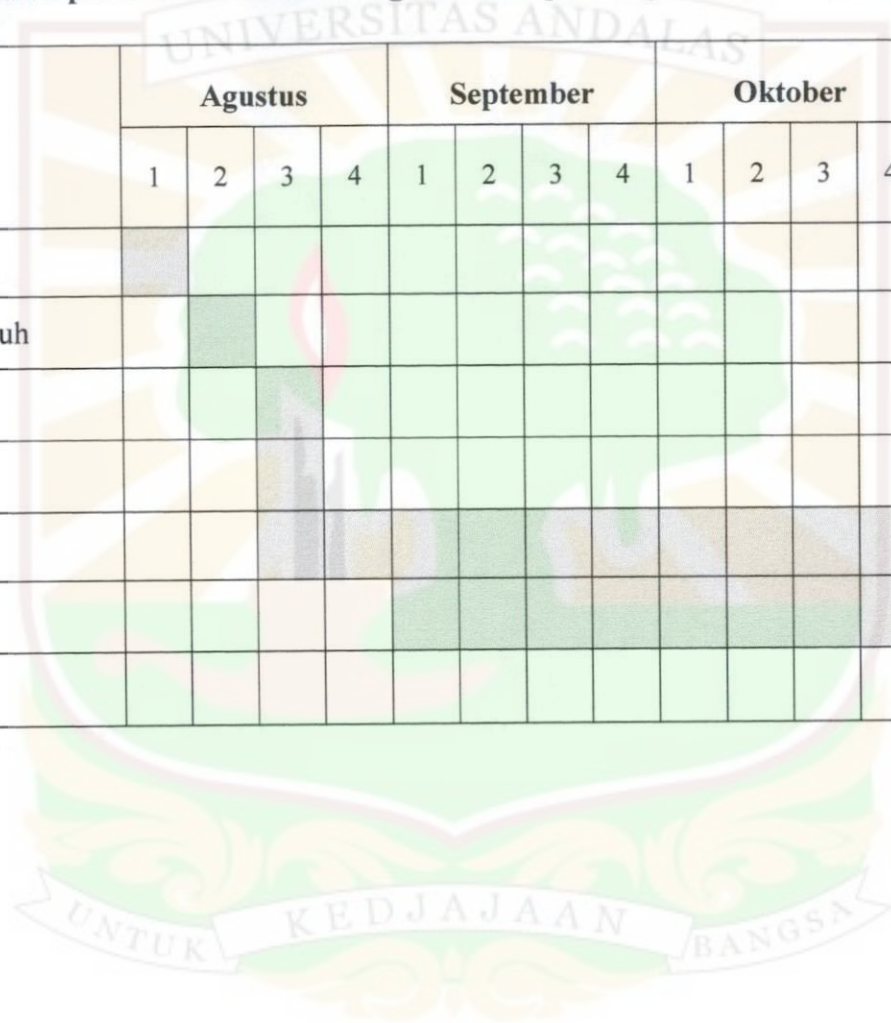 UNIVERSITAS ANDALAS
Agustus September Oktober
1 2 3 4 1 2 3 4 1 2 3 4
uh
UNTUK KEDJAJAAN BANGSA